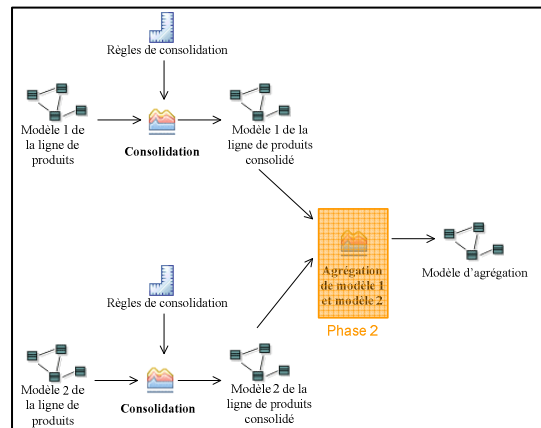 Règles de consolidation
Modèle 1 de
la ligne de
produits
Consolidation
Modèle 1 de la
ligne de produits
consolidé
Agrégation
de modèle 1
et modèle 2
Phase 2
Modèle d'agrégation
Règles de consolidation
Modèle 2 de
la ligne de
produits
Consolidation
Modèle 2 de la
ligne de produits
consolidé